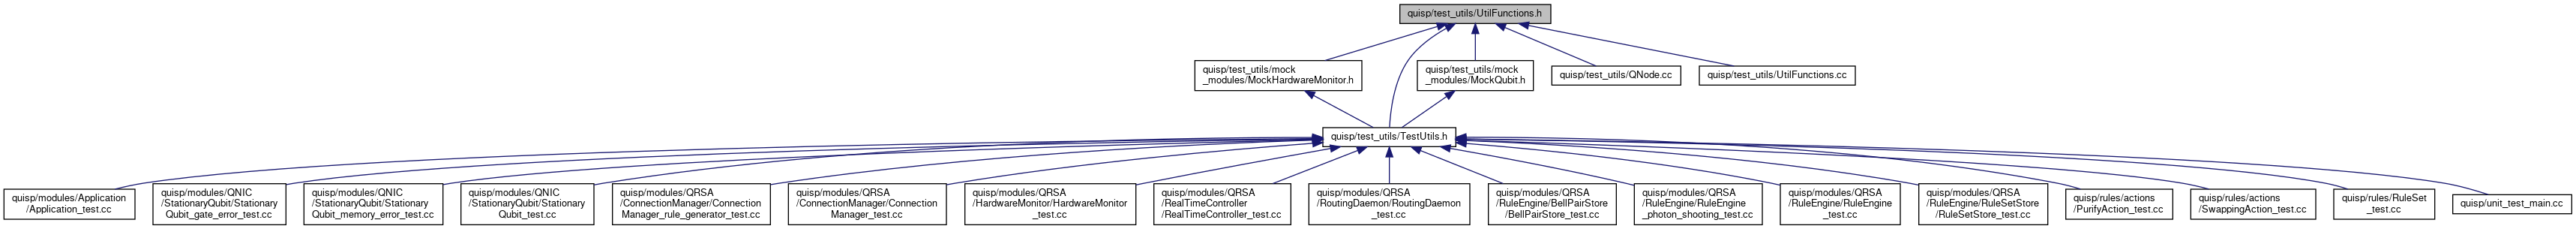 quisp/test_utils/UtilFunctions.h
quisp/test_utils/mock
_modules/MockHardwareMonitor.h
quisp/test_utils/mock
_modules/MockQubit.h
quisp/test_utils/QNode.cc
quisp/test_utils/UtilFunctions.cc
quisp/test_utils/TestUtils.h
quisp/modules/Application
/Application_test.cc
quisp/modules/QNIC
/StationaryQubit/Stationary
Qubit_gate_error_test.cc
quisp/modules/QNIC
/StationaryQubit/Stationary
Qubit_memory_error_test.cc
quisp/modules/QNIC
/StationaryQubit/Stationary
Qubit_test.cc
quisp/modules/QRSA
/ConnectionManager/Connection
Manager_rule_generator_test.cc
quisp/modules/QRSA
/ConnectionManager/Connection
Manager_test.cc
quisp/modules/QRSA
/HardwareMonitor/HardwareMonitor
_test.cc
quisp/modules/QRSA
/RealTimeController
/RealTimeController_test.cc
quisp/modules/QRSA
/RoutingDaemon/RoutingDaemon
_test.cc
quisp/modules/QRSA
/RuleEngine/BellPairStore
/BellPairStore_test.cc
quisp/modules/QRSA
/RuleEngine/RuleEngine
_photon_shooting_test.cc
quisp/modules/QRSA
/RuleEngine/RuleEngine
_test.cc
quisp/modules/QRSA
/RuleEngine/RuleSetStore
/RuleSetStore_test.cc
quisp/rules/actions
/PurifyAction_test.cc
quisp/rules/actions
/SwappingAction_test.cc
quisp/rules/RuleSet
_test.cc
quisp/unit_test_main.cc